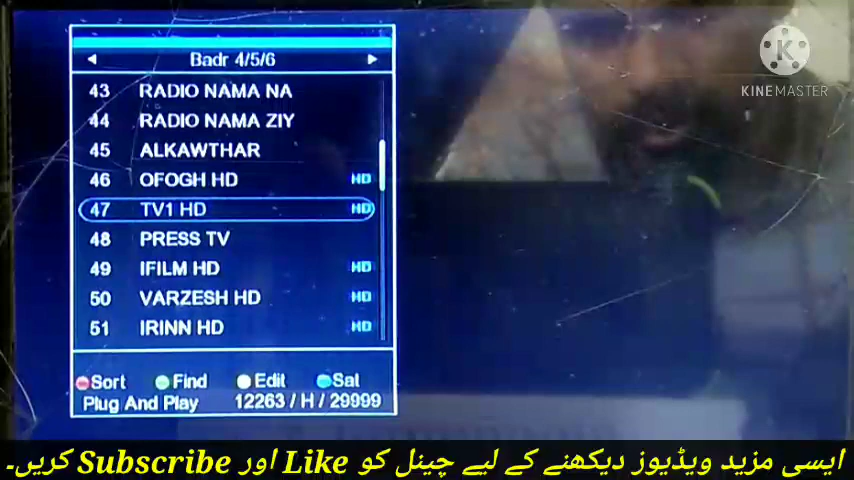 Badr 4/5/6
43 RADIO NAMA NA
44 RADIO NAMA ZIY
45 ALKAWTHAR
46 OFOGH HD HD
47 TV1 HD HD
48 PRESS TV
49 IFILM HD HD
50 VARZESH HD HD
51 IRINN HD HD
Sort Find Edit Sat
Plug And Play 12263 / H / 29999
K
KINEMASTER
ایسی مزید ویڈیوز دیکھنے کے لیے چینل کو Like اور Subscribe کریں۔